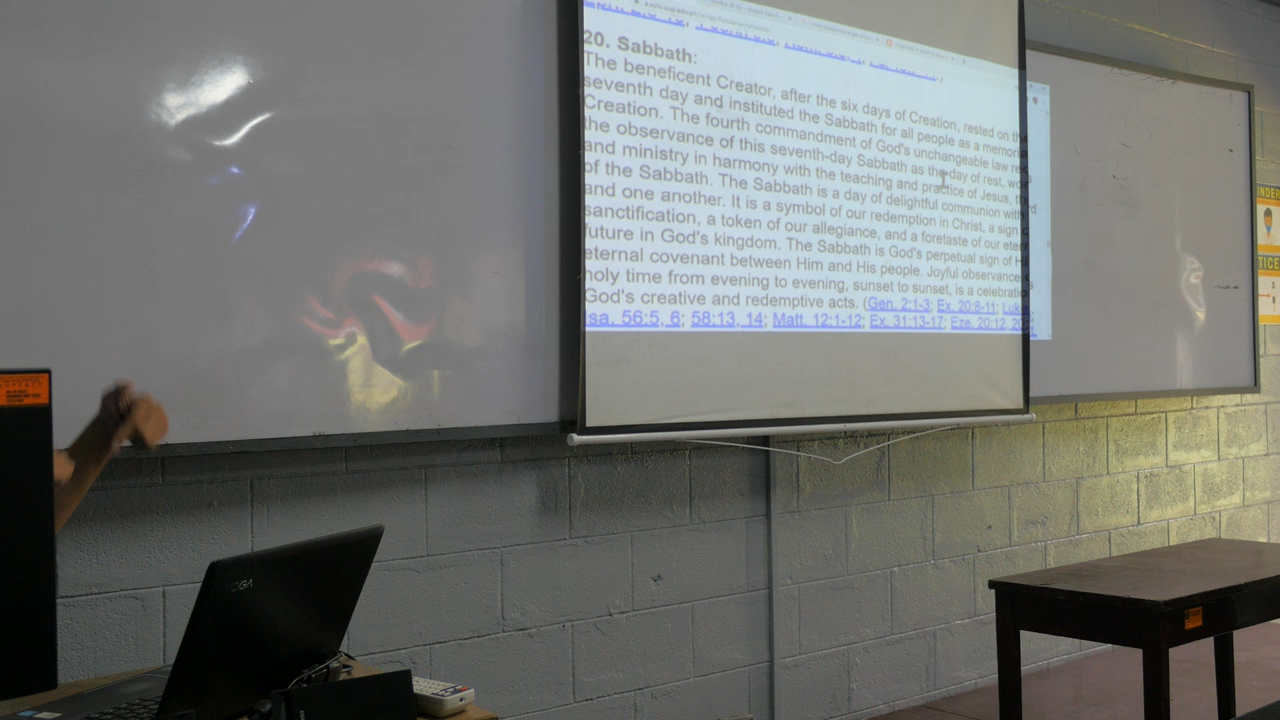 20. Sabbath:
The beneficent Creator, after the six days of Creation, rested on the
seventh day and instituted the Sabbath for all people as a memorial
Creation. The fourth commandment of God's unchangeable law
the observance of this seventh-day Sabbath as the day of rest,
and ministry in harmony with the teaching and practice of Jesus,
of the Sabbath. The Sabbath is a day of delightful communion with
and one another. It is a symbol of our redemption in Christ, a sign
sanctification, a token of our allegiance, and a foretaste of our
future in God's kingdom. The Sabbath is God's perpetual sign of
eternal covenant between Him and His people. Joyful observance
holy time from evening to evening, sunset to sunset, is a
God's creative and redemptive acts. (Gen. 2:1-3; Ex. 20:8-11;
Isa. 56:5, 6; 58:13, 14; Matt. 12:1-12; Ex. 31:13-17; Eze. 20:12,
YOGA